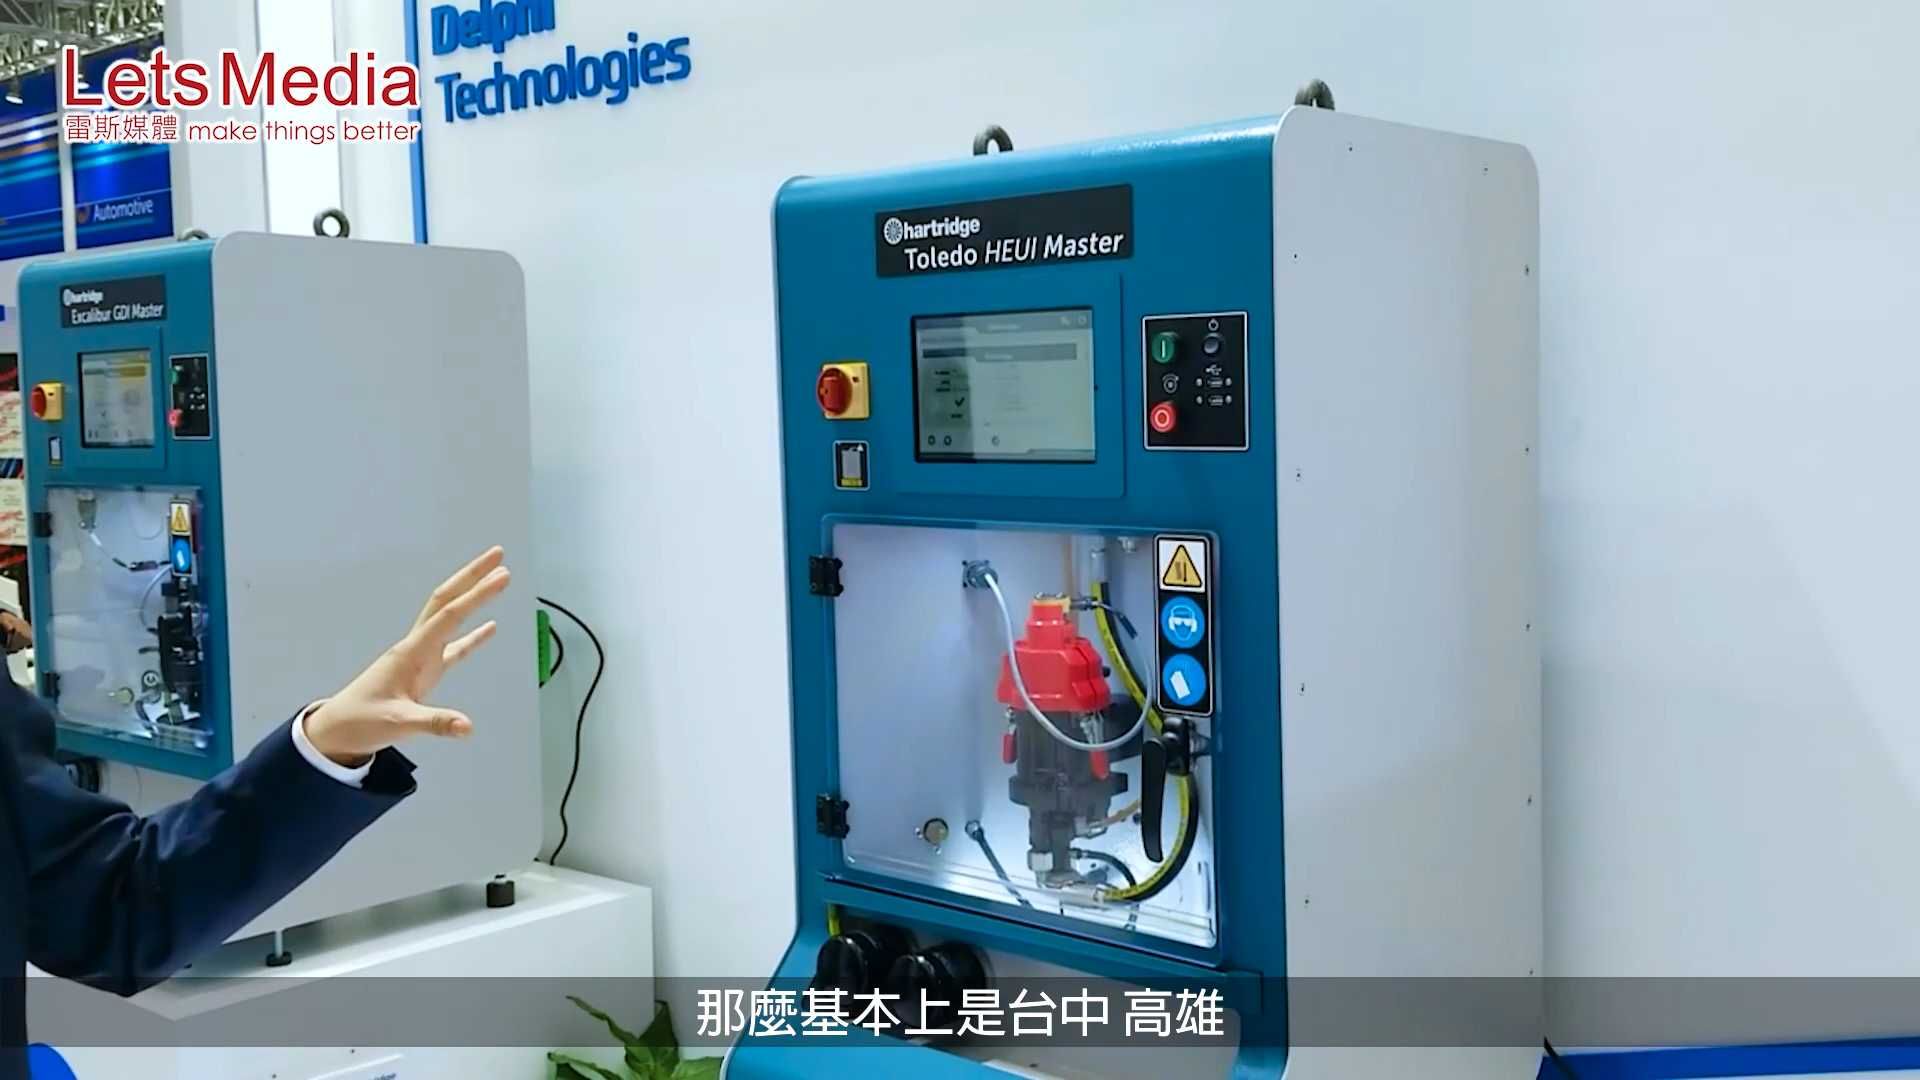 Lets Media
雷斯媒體 make things better
Delphi
Technologies
Automotive
hartridge
Toledo HEUI Master
hartridge
Excalibur GDI Master
那麼基本上是台中 高雄